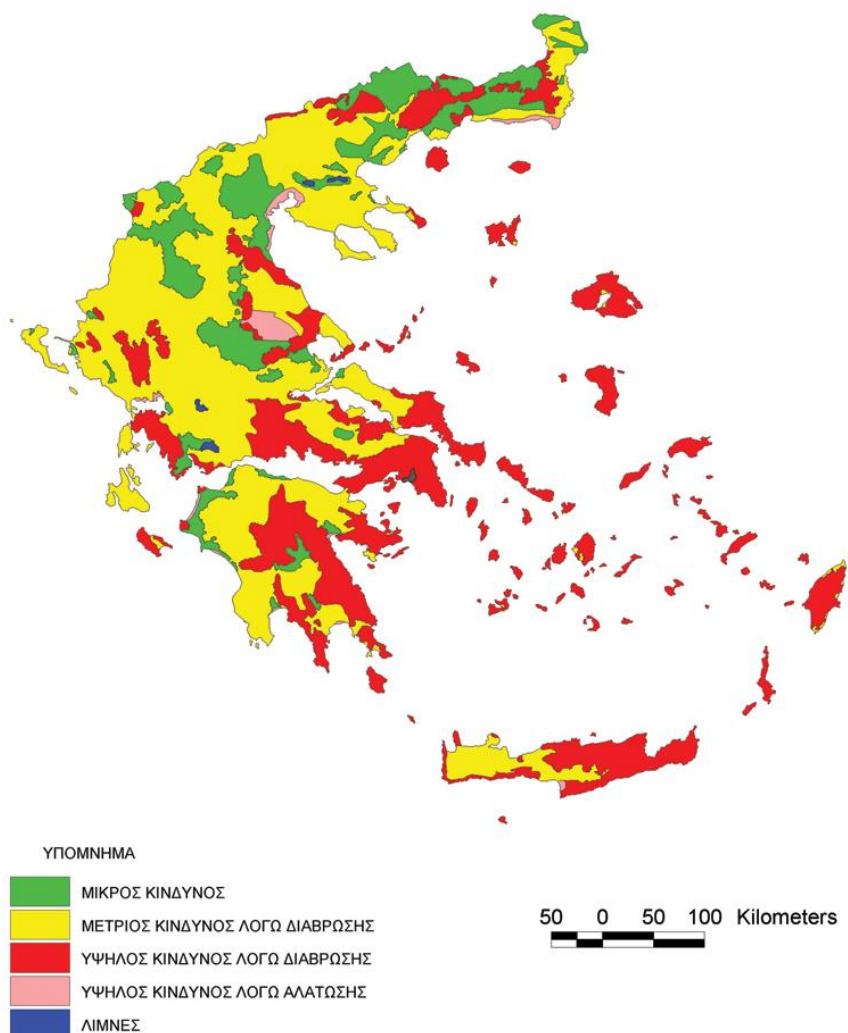 ΥΠΟΜΝΗΜΑ
ΜΙΚΡΟΣ ΚΙΝΔΥΝΟΣ
ΜΕΤΡΙΟΣ ΚΙΝΔΥΝΟΣ ΛΟΓΩ ΔΙΑΒΡΩΣΗΣ
ΥΨΗΛΟΣ ΚΙΝΔΥΝΟΣ ΛΟΓΩ ΔΙΑΒΡΩΣΗΣ
ΥΨΗΛΟΣ ΚΙΝΔΥΝΟΣ ΛΟΓΩ ΑΛΑΤΩΣΗΣ
ΛΙΜΝΕΣ
50 0 50 100 Kilometers